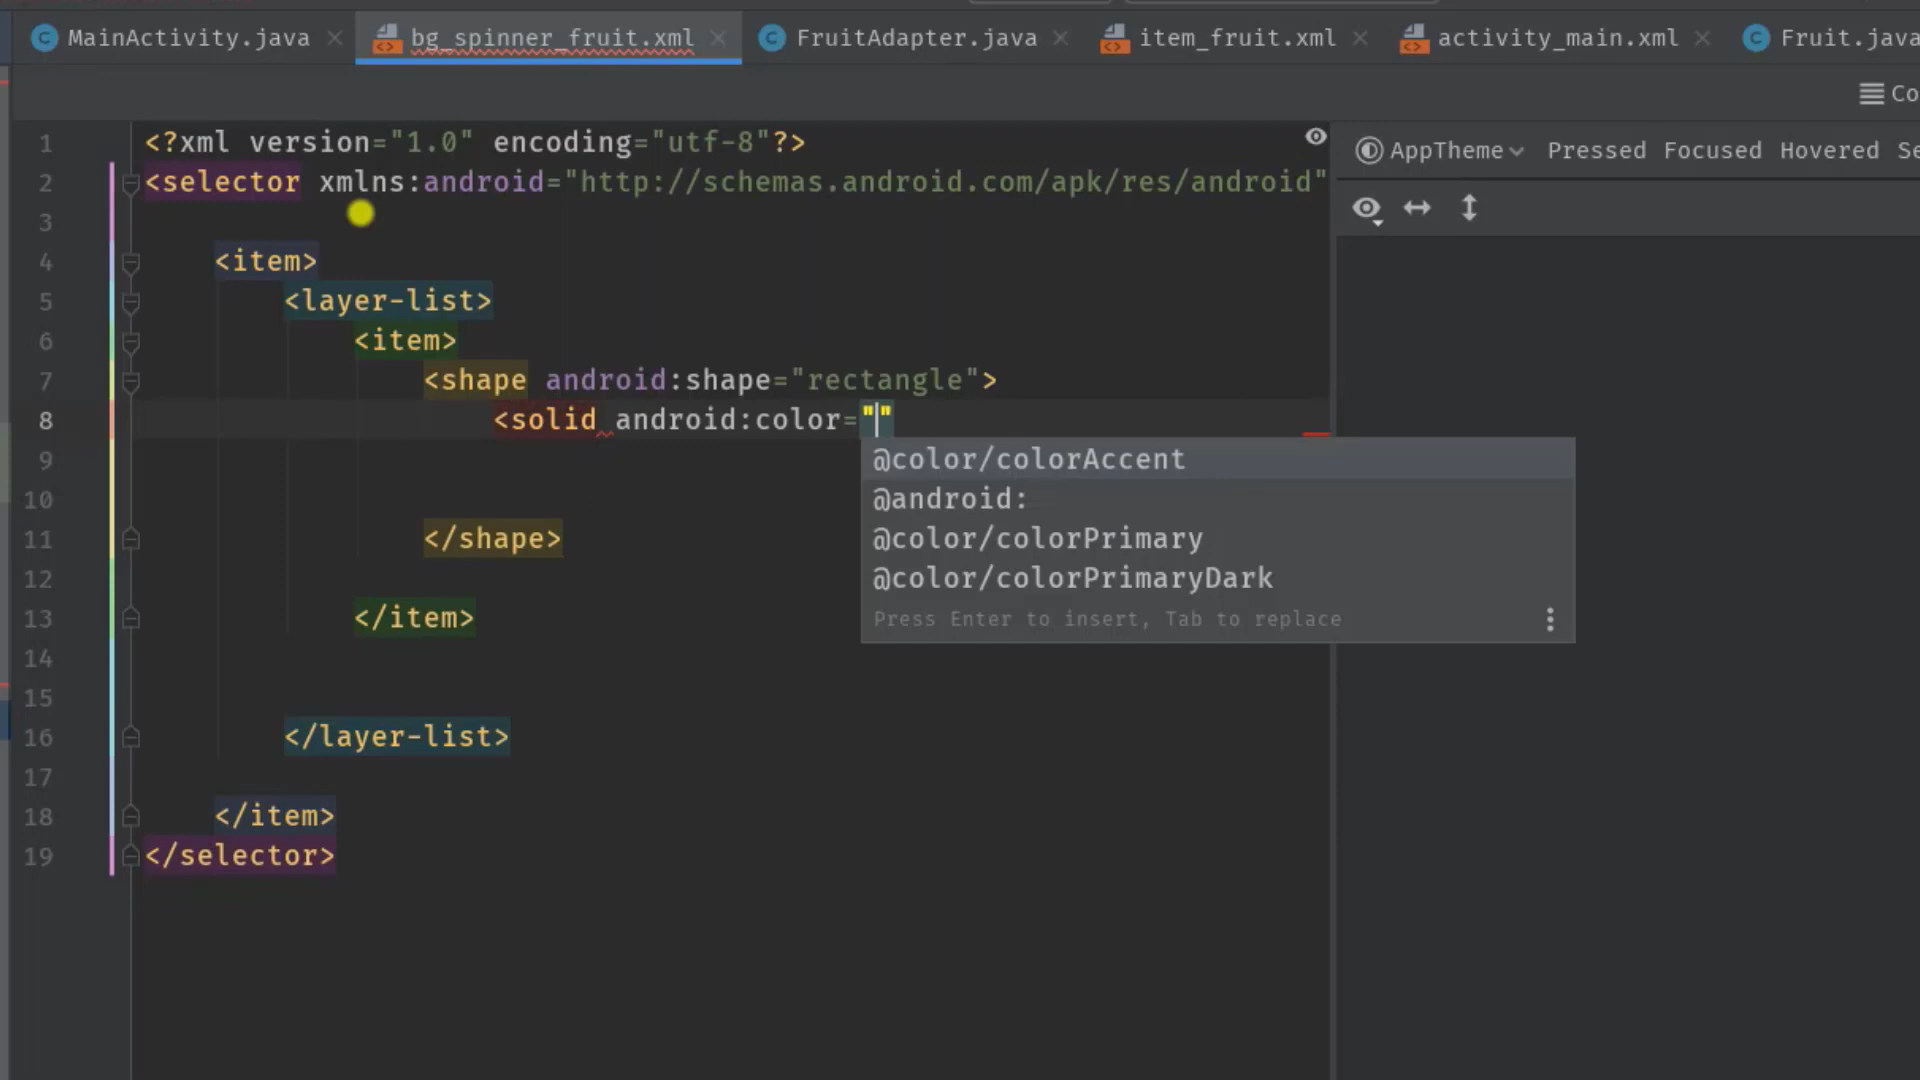 MainActivity.java bg_spinner_fruit.xml FruitAdapter.java item_fruit.xml activity_main.xml Fruit.java
Co
1 <?xml version="1.0" encoding="utf-8"?>
AppTheme Pressed Focused Hovered Se
2 <selector xmlns:android="http://schemas.android.com/apk/res/android"
3
4 <item>
5 <layer-list>
6 <item>
7 <shape android:shape="rectangle">
8 <solid android:color=""
9 @color/colorAccent
10 @android:
11 </shape> @color/colorPrimary
12 @color/colorPrimaryDark
13 </item> Press Enter to insert, Tab to replace
14
15
16 </layer-list>
17
18 </item>
19 </selector>